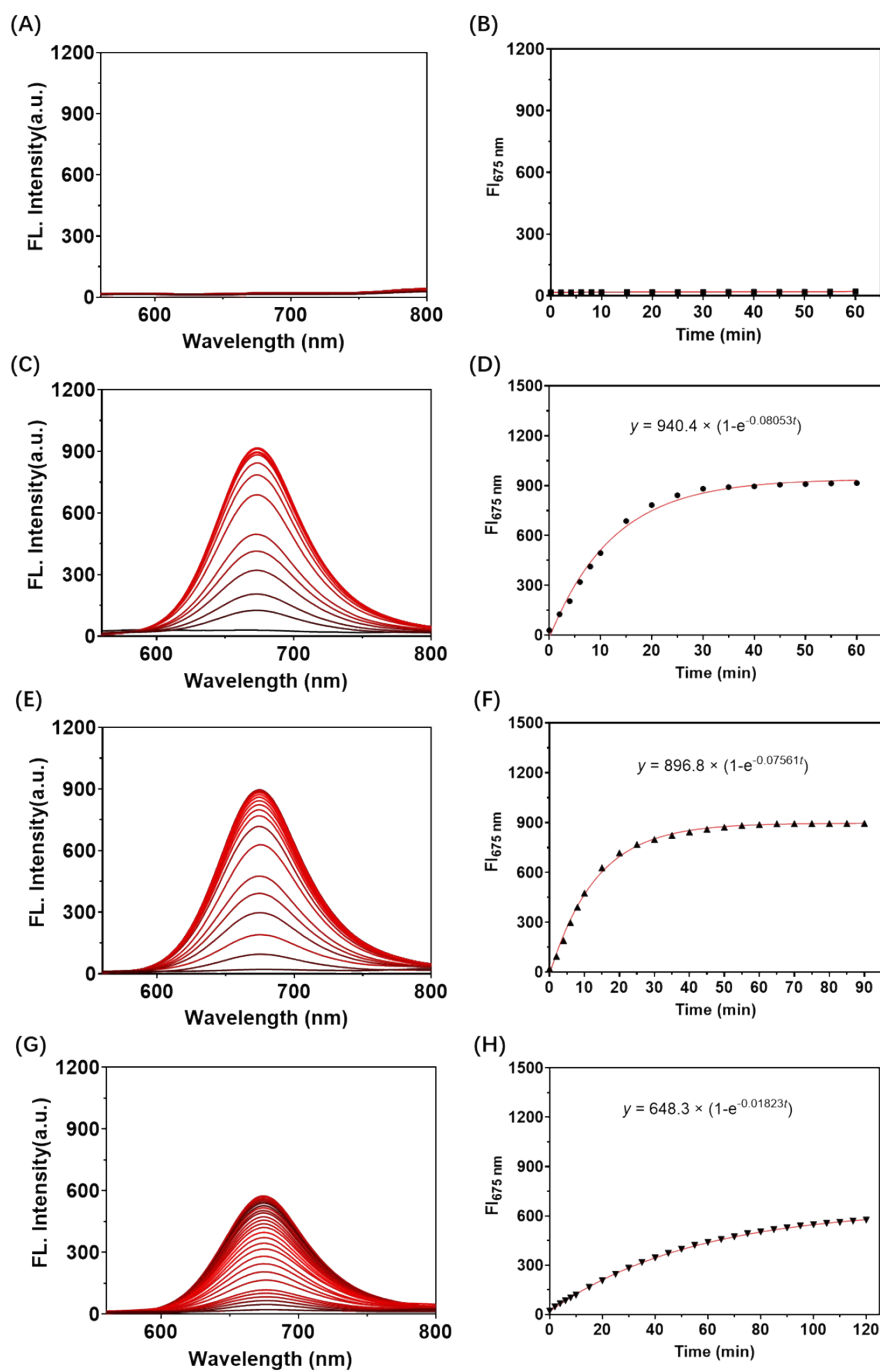 (A)
1200
900
600
300
0
FL. Intensity(a.u.)
600 700 800
Wavelength (nm)
(B)
1200
900
600
300
0
FI675 nm
0 10 20 30 40 50 60
Time (min)
(C)
1200
900
600
300
0
FL. Intensity(a.u.)
600 700 800
Wavelength (nm)
(D)
1500
1200
900
600
300
0
FI675 nm
y = 940.4 × (1-e-0.08053t)
0 10 20 30 40 50 60
Time (min)
(E)
1200
900
600
300
0
FL. Intensity(a.u.)
600 700 800
Wavelength (nm)
(F)
1500
1200
900
600
300
0
FI675 nm
y = 896.8 × (1-e-0.07561t)
0 10 20 30 40 50 60 70 80 90
Time (min)
(G)
1200
900
600
300
0
FL. Intensity(a.u.)
600 700 800
Wavelength (nm)
(H)
1500
1200
900
600
300
0
FI675 nm
y = 648.3 × (1-e-0.01823t)
0 10 20 30 40 50 60 70 80 90 100 110 120
Time (min)